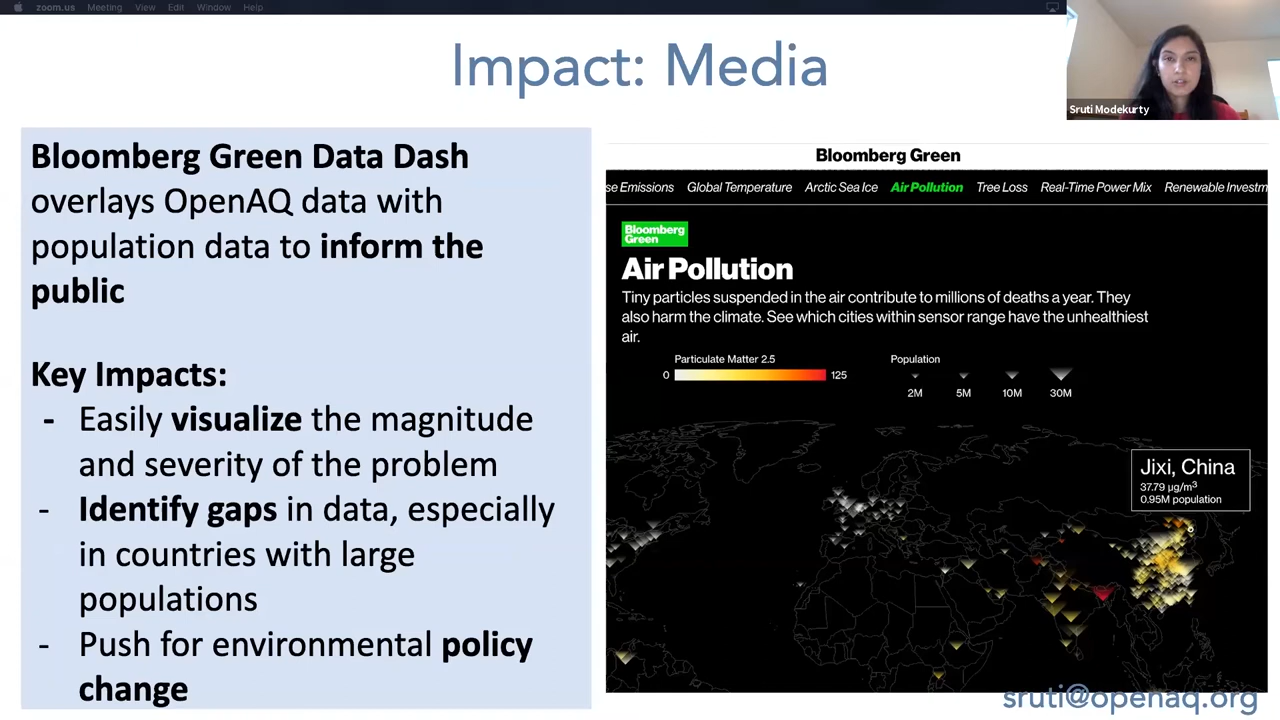 zoom.us Meeting View Edit Window Help
Impact: Media
Sruti Modekurty
Bloomberg Green Data Dash
overlays OpenAQ data with
population data to inform the
public
Key Impacts:
- Easily visualize the magnitude
and severity of the problem
- Identify gaps in data, especially
in countries with large
populations
- Push for environmental policy
change
Bloomberg Green
se Emissions Global Temperature Arctic Sea Ice Air Pollution Tree Loss Real-Time Power Mix Renewable Investm
Bloomberg
Green
Air Pollution
Tiny particles suspended in the air contribute to millions of deaths a year. They
also harm the climate. See which cities within sensor range have the unhealthiest
air.
Particulate Matter 2.5
0 125
Population
2M 5M 10M 30M
Jixi, China
37.79 µg/m³
0.95M population
sruti@openaq.org